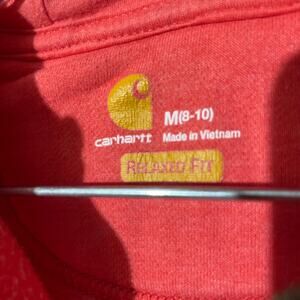 M(8-10)
carhartt Made in Vietnam
RELAXED FIT